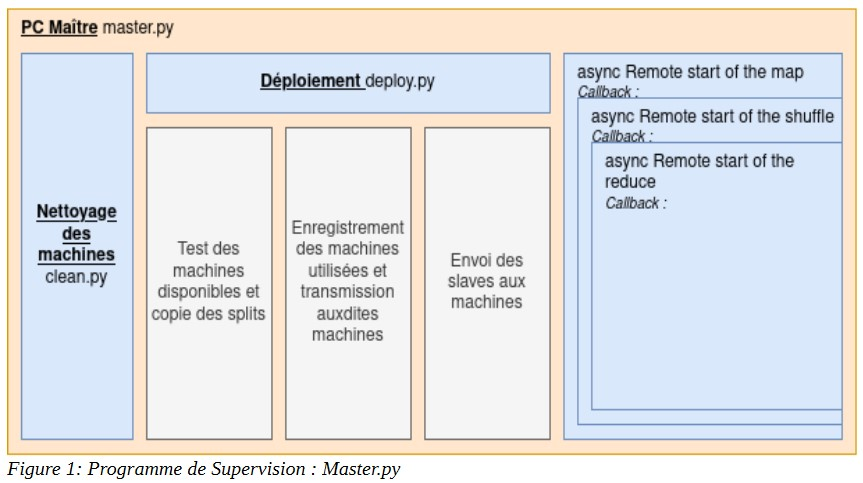 PC Maître master.py
Nettoyage
des
machines
clean.py
Déploiement deploy.py
Test des
machines
disponibles et
copie des splits
Enregistrement
des machines
utilisées et
transmission
auxdites
machines
Envoi des
slaves aux
machines
async Remote start of the map
Callback :
async Remote start of the shuffle
Callback :
async Remote start of the
reduce
Callback :
Figure 1: Programme de Supervision : Master.py